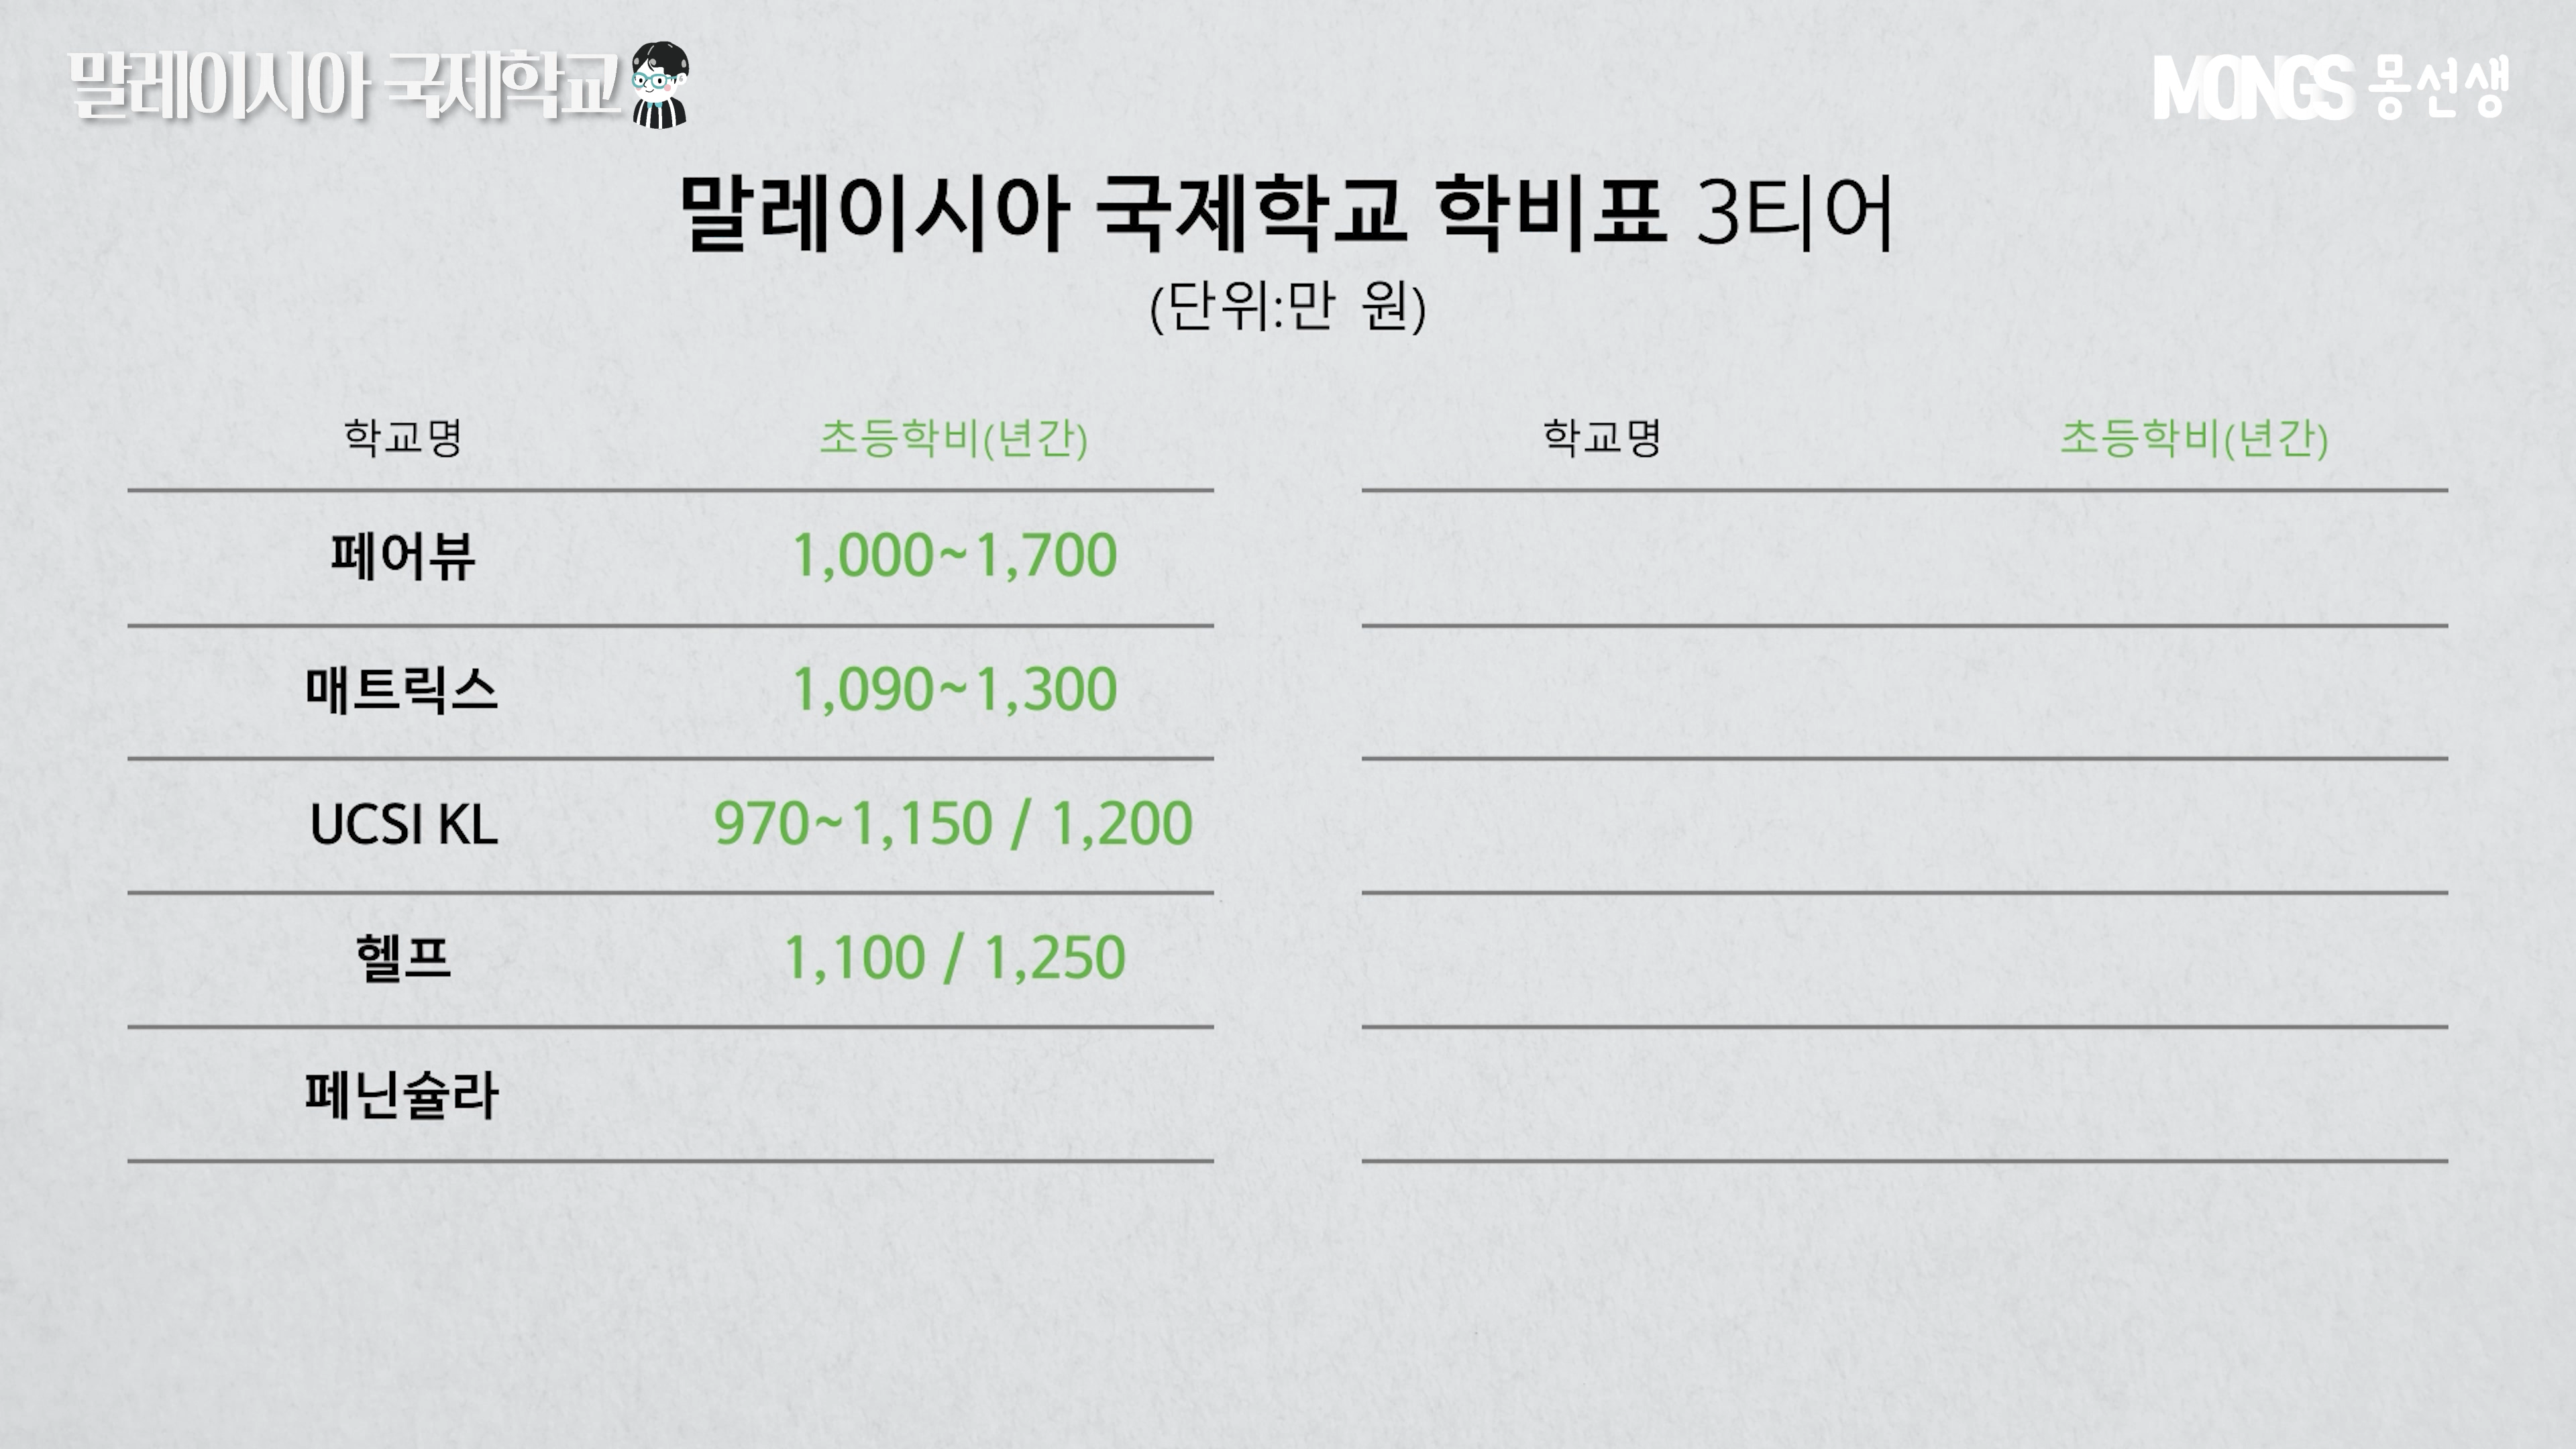 말레이시아 국제학교
MONGS 몽선생
말레이시아 국제학교 학비표 3티어
(단위:만 원)
학교명 초등학비(년간) 학교명 초등학비(년간)
페어뷰 1,000~1,700
매트릭스 1,090~1,300
UCSI KL 970~1,150 / 1,200
헬프 1,100 / 1,250
페닌슐라